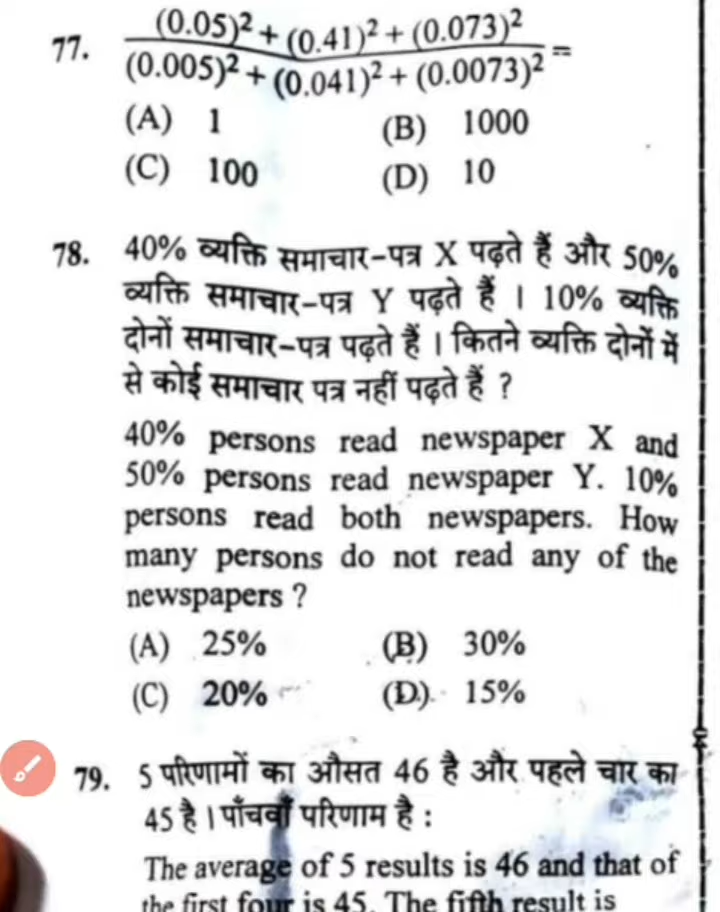 77. (0.05)² + (0.41)² + (0.073)²
(0.005)² + (0.041)² + (0.0073)² =
(A) 1 (B) 1000
(C) 100 (D) 10
78. 40% व्यक्ति समाचार-पत्र X पढ़ते हैं और 50%
व्यक्ति समाचार-पत्र Y पढ़ते हैं । 10% व्यक्ति
दोनों समाचार-पत्र पढ़ते हैं । कितने व्यक्ति दोनों में
से कोई समाचार पत्र नहीं पढ़ते हैं ?
40% persons read newspaper X and
50% persons read newspaper Y. 10%
persons read both newspapers. How
many persons do not read any of the
newspapers ?
(A) 25% (B) 30%
(C) 20% (D) 15%
79. 5 परिणामों का औसत 46 है और पहले चार का
45 है । पाँचवाँ परिणाम है :
The average of 5 results is 46 and that of
the first four is 45. The fifth result is